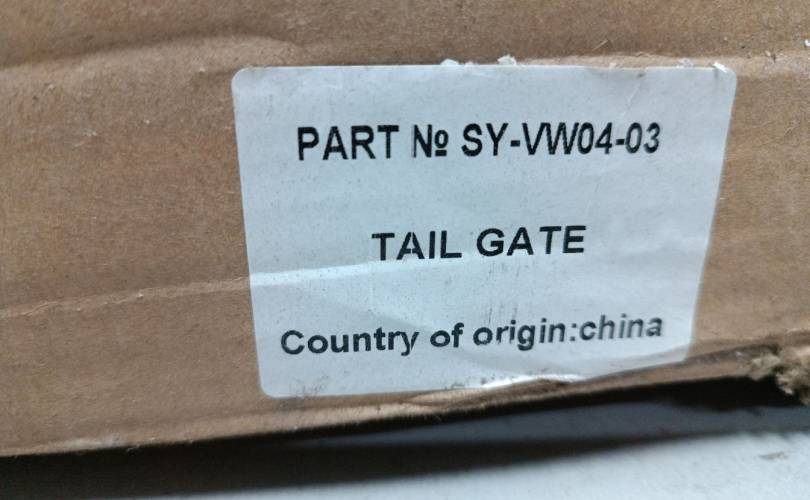 PART № SY-VW04-03
TAIL GATE
Country of origin:china